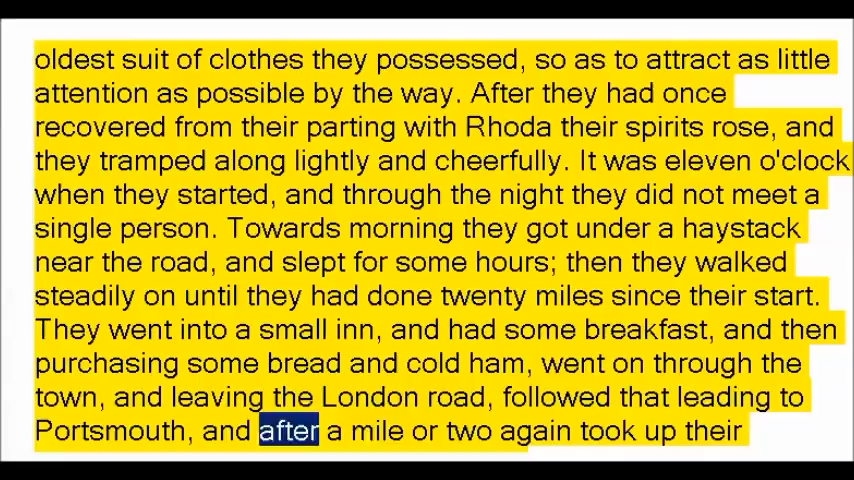 oldest suit of clothes they possessed, so as to attract as little
attention as possible by the way. After they had once
recovered from their parting with Rhoda their spirits rose, and
they tramped along lightly and cheerfully. It was eleven o'clock
when they started, and through the night they did not meet a
single person. Towards morning they got under a haystack
near the road, and slept for some hours; then they walked
steadily on until they had done twenty miles since their start.
They went into a small inn, and had some breakfast, and then
purchasing some bread and cold ham, went on through the
town, and leaving the London road, followed that leading to
Portsmouth, and after a mile or two again took up their